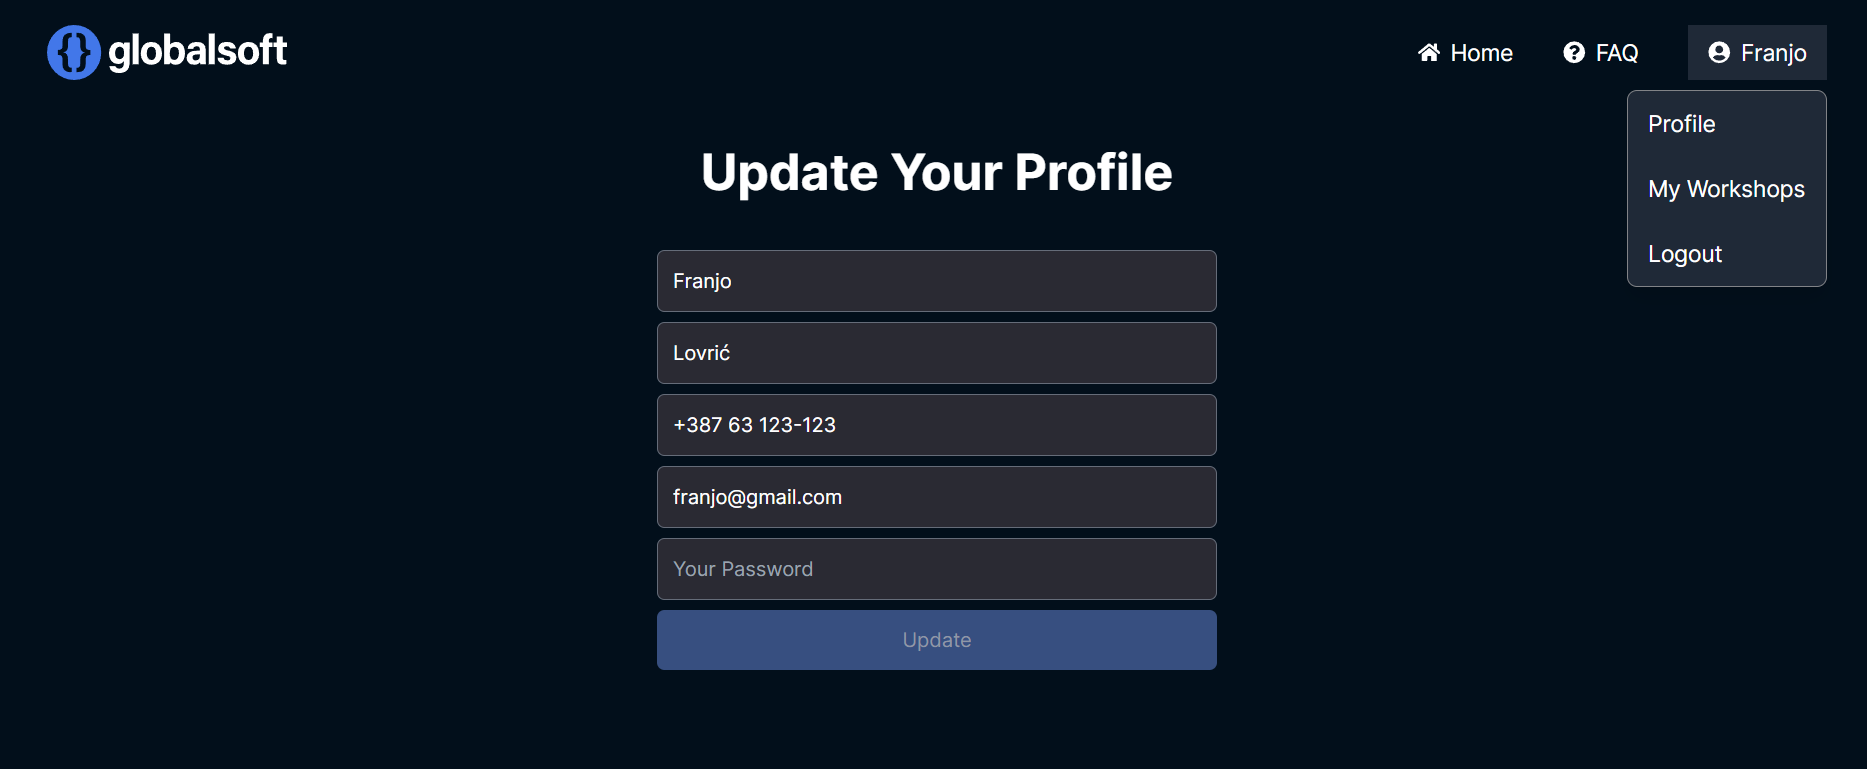 globalsoft
Home
FAQ
Franjo
Profile
My Workshops
Logout
Update Your Profile
Franjo
Lovrić
+387 63 123-123
franjo@gmail.com
Your Password
Update